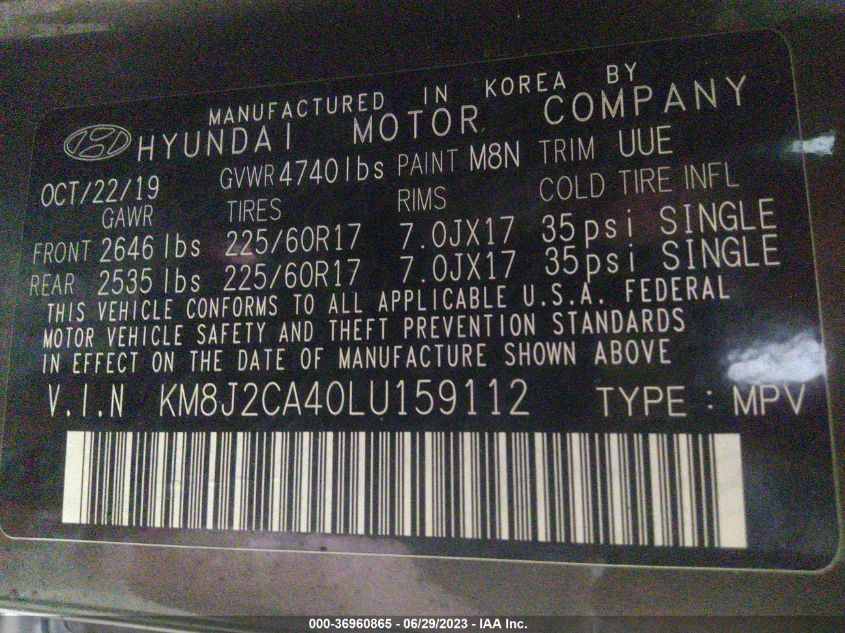 MANUFACTURED IN KOREA BY
HYUNDAI MOTOR COMPANY
OCT/22/19 GVWR 4740lbs PAINT M8N TRIM UUE
GAWR TIRES RIMS COLD TIRE INFL
FRONT 2646lbs 225/60R17 7.0JX17 35psi SINGLE
REAR 2535lbs 225/60R17 7.0JX17 35psi SINGLE
THIS VEHICLE CONFORMS TO ALL APPLICABLE U.S.A. FEDERAL
MOTOR VEHICLE SAFETY AND THEFT PREVENTION STANDARDS
IN EFFECT ON THE DATE OF MANUFACTURE SHOWN ABOVE
V.I.N KM8J2CA40LU159112 TYPE : MPV
000-36960865 - 06/29/2023 - IAA Inc.